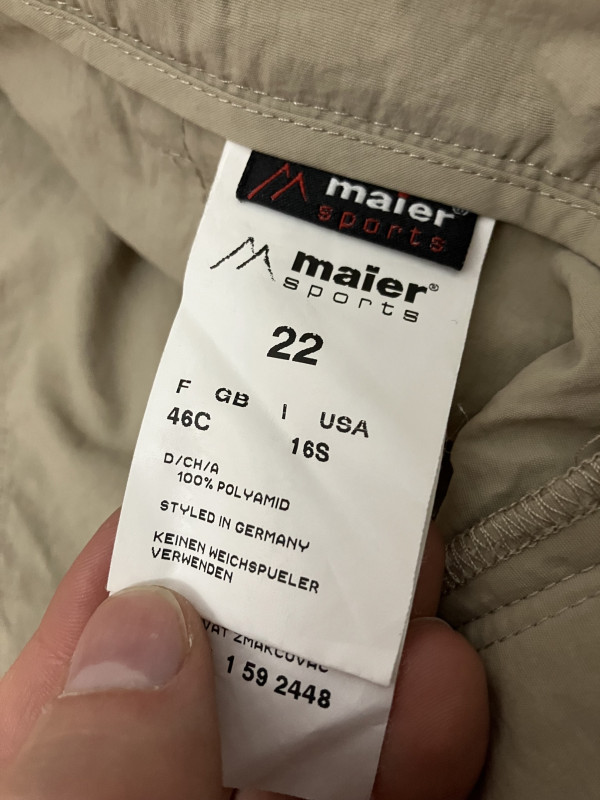 maier®
sports
maier®
sports
22
F GB I USA
46C 16S
D/CH/A
100% POLYAMID
STYLED IN GERMANY
KEINEN WEICHSPUELER
VERWENDEN
ZMAKCOVAC
1 59 2448